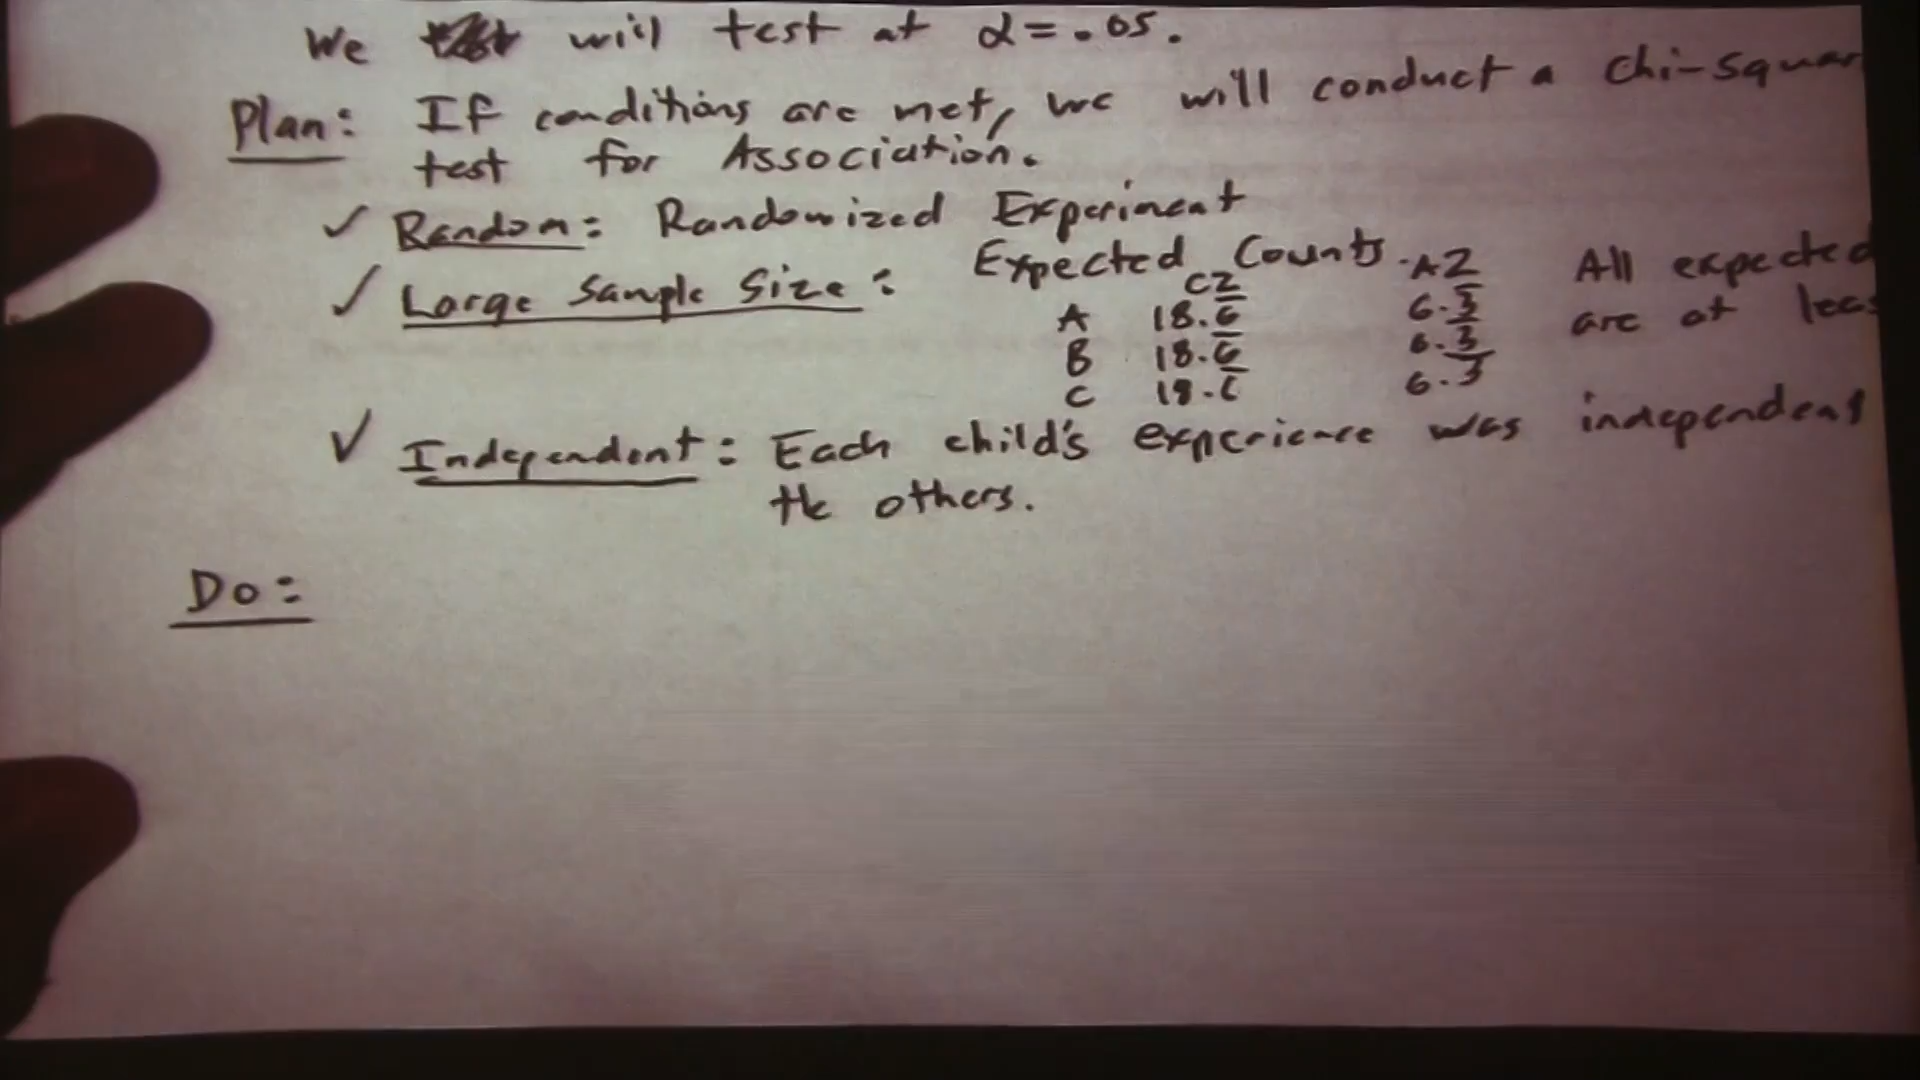 We will test at α = .05.
Plan: If conditions are met, we will conduct a Chi-squar
test for Association.
✓ Random: Randomized Experiment
✓ Large Sample Size: Expected Counts. All expected
CZ AZ
A 18.6̅ 6.3̅ are at leas
B 18.6̅ 6.3̅
C 18.6̅ 6.3̅
✓ Independent: Each child's experience was independent
the others.
Do: